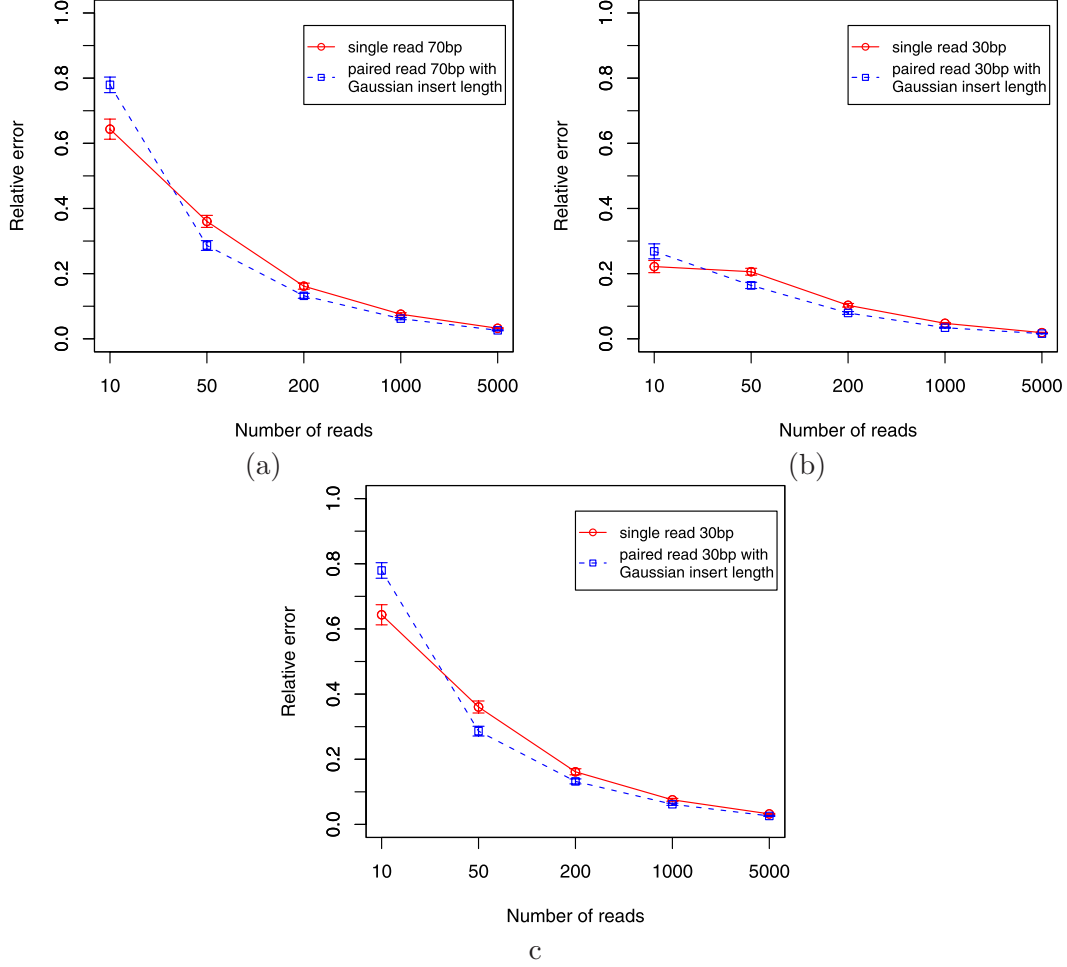 1.0
0.8
0.6
0.4
0.2
0.0
Relative error
single read 70bp
paired read 70bp with
Gaussian insert length
10 50 200 1000 5000
Number of reads
(a)
1.0
0.8
0.6
0.4
0.2
0.0
Relative error
single read 30bp
paired read 30bp with
Gaussian insert length
10 50 200 1000 5000
Number of reads
(b)
1.0
0.8
0.6
0.4
0.2
0.0
Relative error
single read 30bp
paired read 30bp with
Gaussian insert length
10 50 200 1000 5000
Number of reads
c